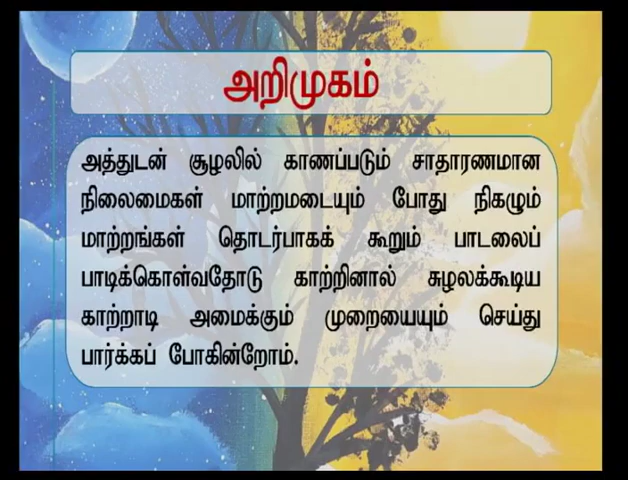 அறிமுகம்
அத்துடன் சூழலில் காணப்படும் சாதாரணமான
நிலைமைகள் மாற்றமடையும் போது நிகழும்
மாற்றங்கள் தொடர்பாகக் கூறும் பாடலைப்
பாடிக்கொள்வதோடு காற்றினால் சுழலக்கூடிய
காற்றாடி அமைக்கும் முறையையும் செய்து
பார்க்கப் போகின்றோம்.